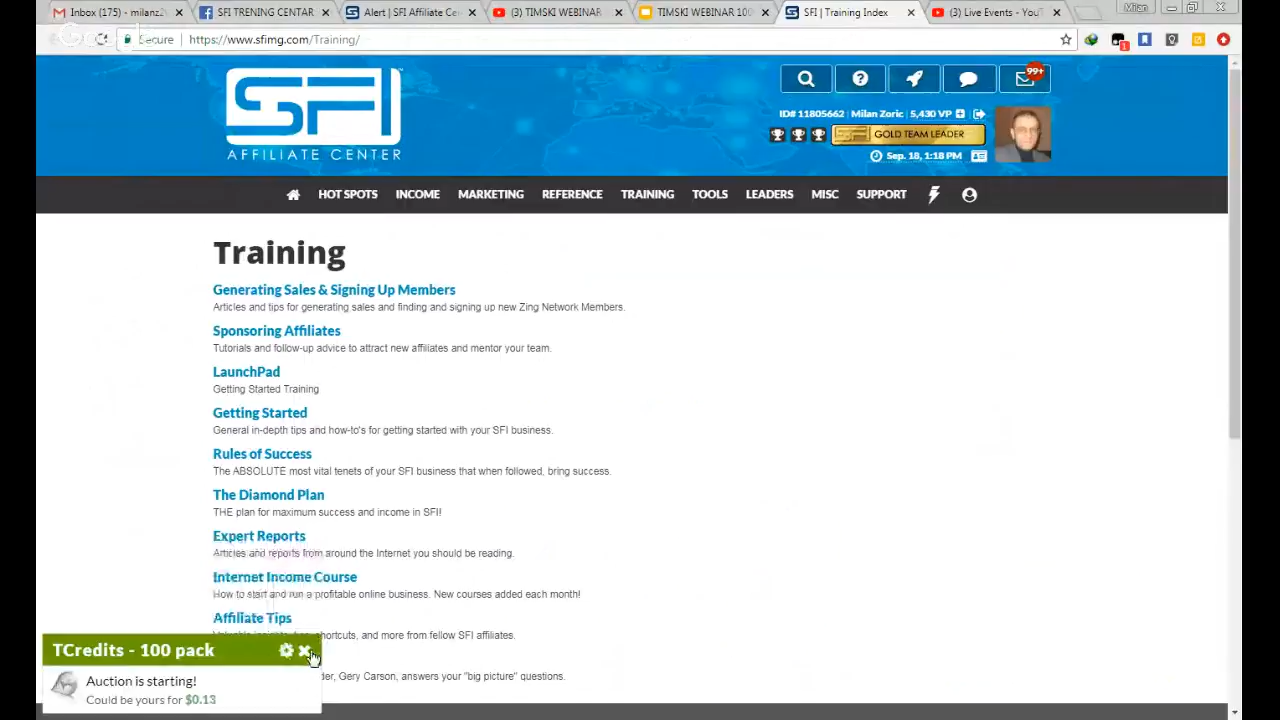 Inbox (175) - milanz2
SFI TRENING CENTAR
Alert | SFI Affiliate Ce
(3) TIMSKI WEBINAR
TIMSKI WEBINAR 100
SFI | Training Index
(3) Live Events - YouT
Milan
Secure
https://www.sfimg.com/Training/
1
SFI
AFFILIATE CENTER
99+
ID# 11805662 | Milan Zoric | 5,430 VP
SFI GOLD TEAM LEADER
Sep. 18, 1:18 PM
HOT SPOTS INCOME MARKETING REFERENCE TRAINING TOOLS LEADERS MISC SUPPORT
Training
Generating Sales & Signing Up Members
Articles and tips for generating sales and finding and signing up new Zing Network Members.
Sponsoring Affiliates
Tutorials and follow-up advice to attract new affiliates and mentor your team.
LaunchPad
Getting Started Training
Getting Started
General in-depth tips and how-to's for getting started with your SFI business.
Rules of Success
The ABSOLUTE most vital tenets of your SFI business that when followed, bring success.
The Diamond Plan
THE plan for maximum success and income in SFI!
Expert Reports
Articles and reports from around the Internet you should be reading.
Internet Income Course
How to start and run a profitable online business. New courses added each month!
Affiliate Tips
shortcuts, and more from fellow SFI affiliates.
Gery Carson, answers your "big picture" questions.
TCredits - 100 pack
Auction is starting!
Could be yours for $0.13